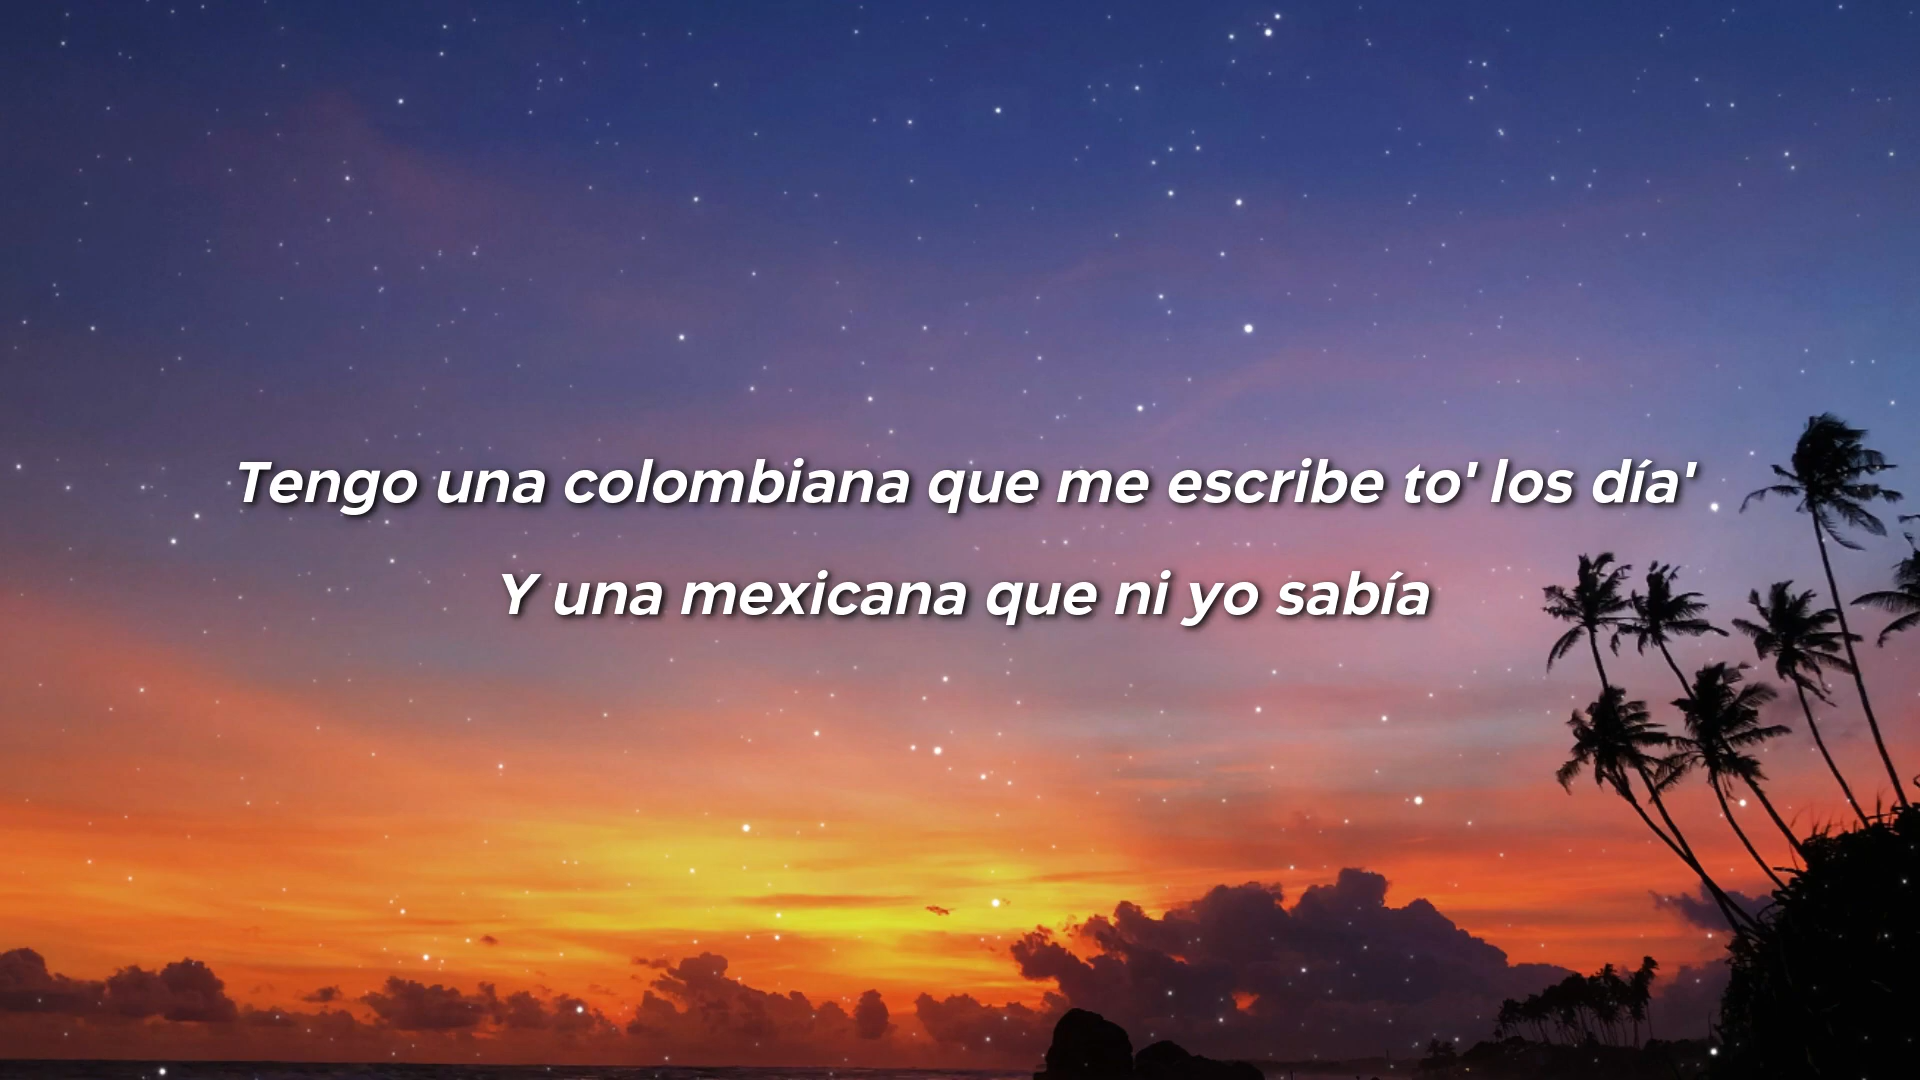 Tengo una colombiana que me escribe to' los día'
Y una mexicana que ni yo sabía